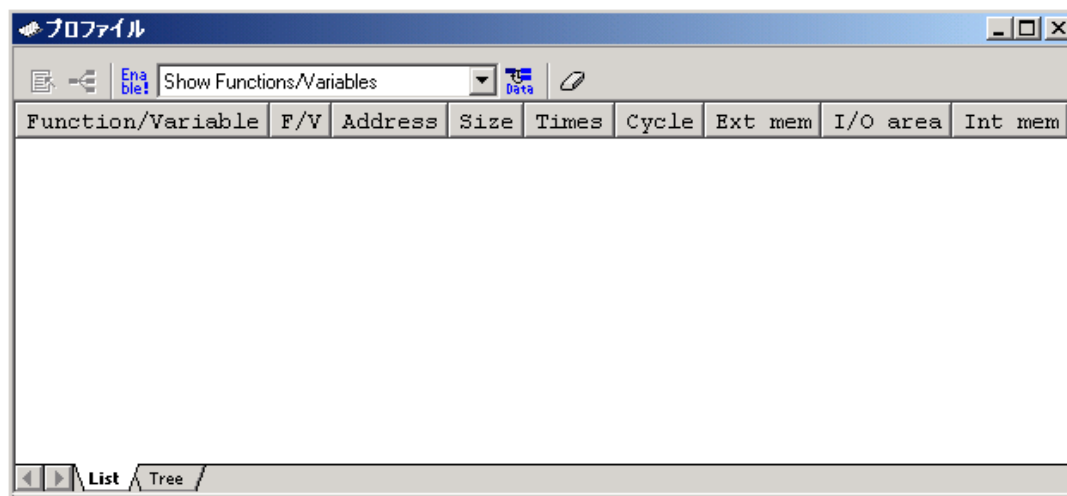 プロファイル
Ena
ble!
Show Functions/Variables
Data
Function/Variable F/V Address Size Times Cycle Ext mem I/O area Int mem
List Tree